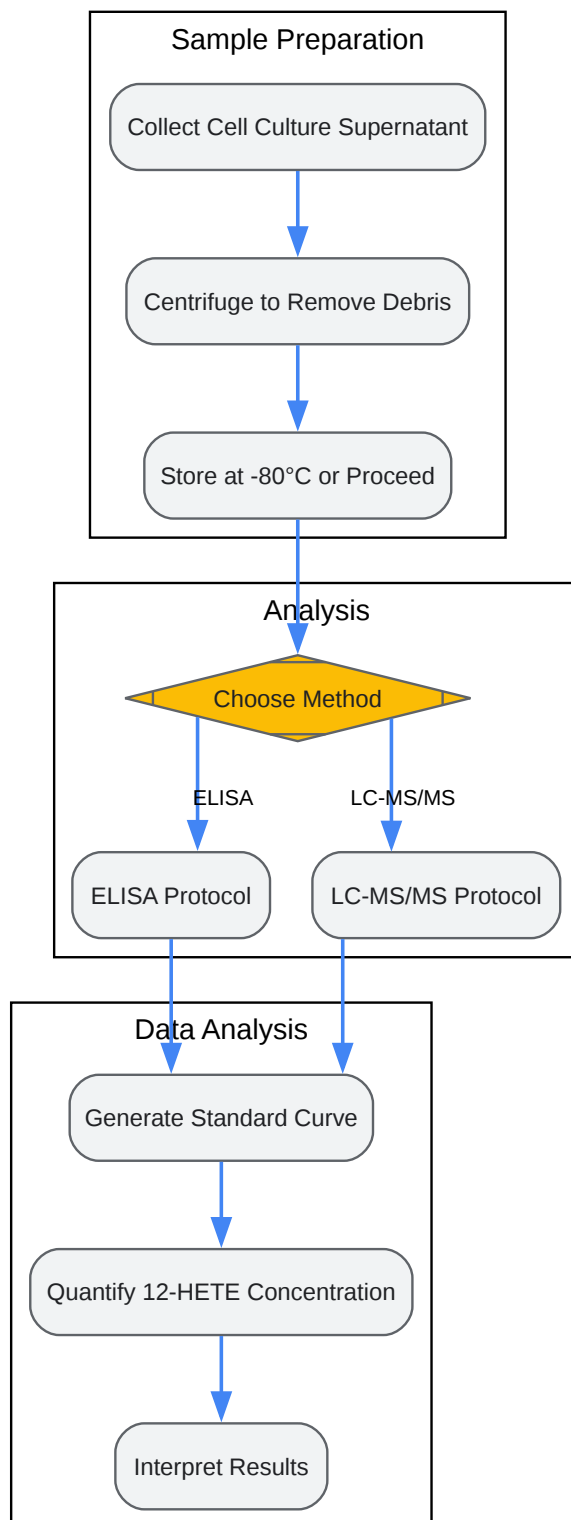 Sample Preparation
Collect Cell Culture Supernatant
Centrifuge to Remove Debris
Store at -80°C or Proceed
Analysis
Choose Method
ELISA
LC-MS/MS
ELISA Protocol
LC-MS/MS Protocol
Data Analysis
Generate Standard Curve
Quantify 12-HETE Concentration
Interpret Results